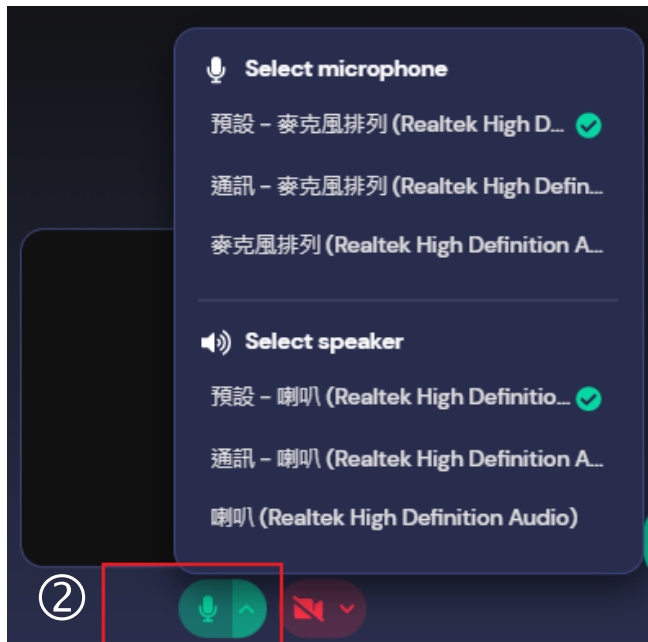 Select microphone
預設 – 麥克風排列 (Realtek High D...
通訊 – 麥克風排列 (Realtek High Defin...
麥克風排列 (Realtek High Definition A...
Select speaker
預設 – 喇叭 (Realtek High Definitio...
通訊 – 喇叭 (Realtek High Definition A...
喇叭 (Realtek High Definition Audio)
②